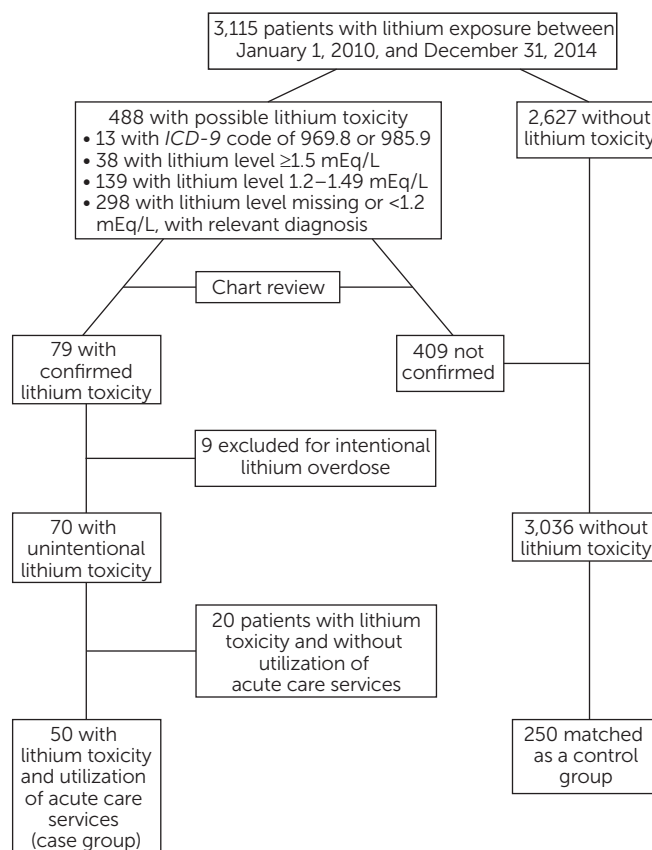 3,115 patients with lithium exposure between
January 1, 2010, and December 31, 2014
488 with possible lithium toxicity
• 13 with ICD-9 code of 969.8 or 985.9
• 38 with lithium level ≥1.5 mEq/L
• 139 with lithium level 1.2–1.49 mEq/L
• 298 with lithium level missing or <1.2
mEq/L, with relevant diagnosis
2,627 without
lithium toxicity
Chart review
79 with
confirmed
lithium toxicity
409 not
confirmed
9 excluded for intentional
lithium overdose
70 with
unintentional
lithium toxicity
3,036 without
lithium toxicity
20 patients with lithium
toxicity and without
utilization of
acute care services
50 with
lithium toxicity
and utilization
of acute care
services
(case group)
250 matched
as a control
group